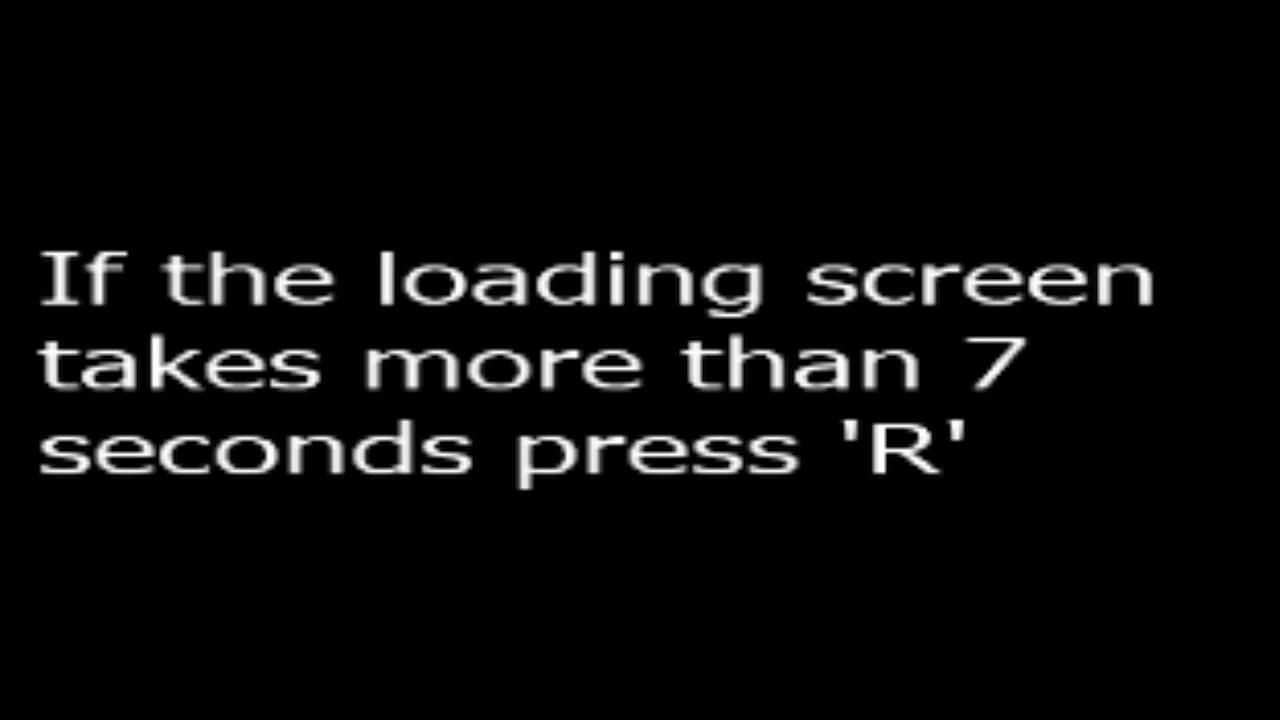 If the loading screen
takes more than 7
seconds press 'R'